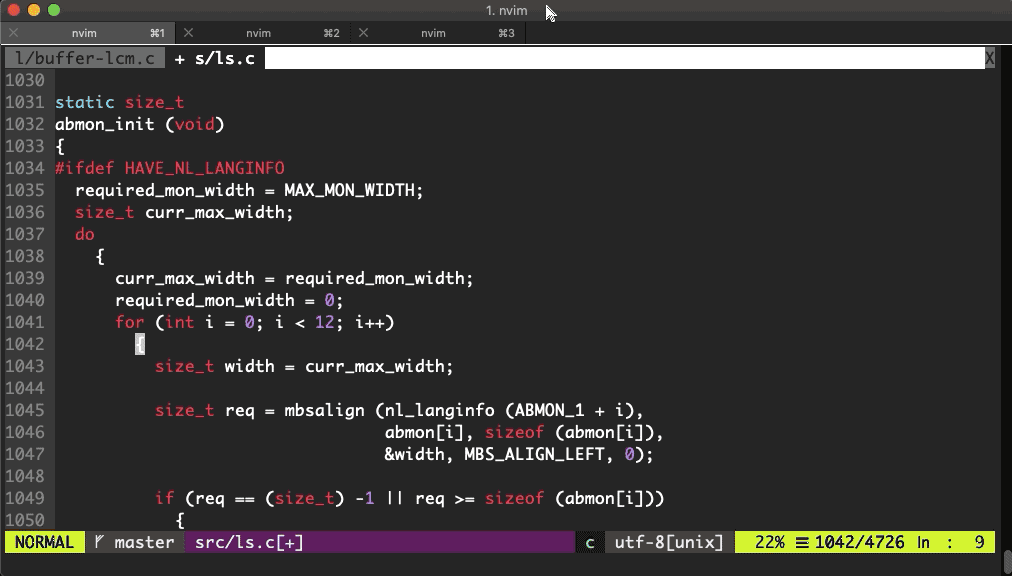 1. nvim
nvim ⌘1 nvim ⌘2 nvim ⌘3
l/buffer-lcm.c + s/ls.c X
1030
1031 static size_t
1032 abmon_init (void)
1033 {
1034 #ifdef HAVE_NL_LANGINFO
1035   required_mon_width = MAX_MON_WIDTH;
1036   size_t curr_max_width;
1037   do
1038     {
1039       curr_max_width = required_mon_width;
1040       required_mon_width = 0;
1041       for (int i = 0; i < 12; i++)
1042         {
1043           size_t width = curr_max_width;
1044
1045           size_t req = mbsalign (nl_langinfo (ABMON_1 + i),
1046                                  abmon[i], sizeof (abmon[i]),
1047                                  &width, MBS_ALIGN_LEFT, 0);
1048
1049           if (req == (size_t) -1 || req >= sizeof (abmon[i]))
1050             {
NORMAL master src/ls.c[+] c utf-8[unix] 22% ☰ 1042/4726 ln : 9